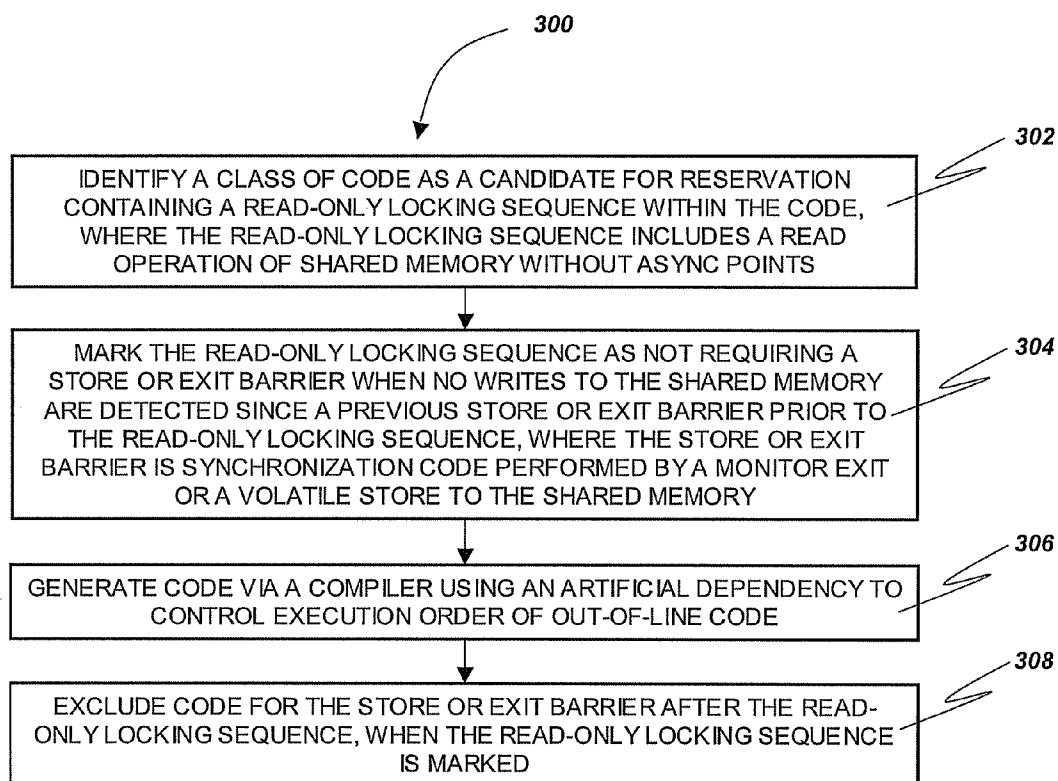 300
302
IDENTIFY A CLASS OF CODE AS A CANDIDATE FOR RESERVATION
CONTAINING A READ-ONLY LOCKING SEQUENCE WITHIN THE CODE,
WHERE THE READ-ONLY LOCKING SEQUENCE INCLUDES A READ
OPERATION OF SHARED MEMORY WITHOUT ASYNC POINTS
304
MARK THE READ-ONLY LOCKING SEQUENCE AS NOT REQUIRING A
STORE OR EXIT BARRIER WHEN NO WRITES TO THE SHARED MEMORY
ARE DETECTED SINCE A PREVIOUS STORE OR EXIT BARRIER PRIOR TO
THE READ-ONLY LOCKING SEQUENCE, WHERE THE STORE OR EXIT
BARRIER IS SYNCHRONIZATION CODE PERFORMED BY A MONITOR EXIT
OR A VOLATILE STORE TO THE SHARED MEMORY
306
GENERATE CODE VIA A COMPILER USING AN ARTIFICIAL DEPENDENCY TO
CONTROL EXECUTION ORDER OF OUT-OF-LINE CODE
308
EXCLUDE CODE FOR THE STORE OR EXIT BARRIER AFTER THE READ-
ONLY LOCKING SEQUENCE, WHEN THE READ-ONLY LOCKING SEQUENCE
IS MARKED